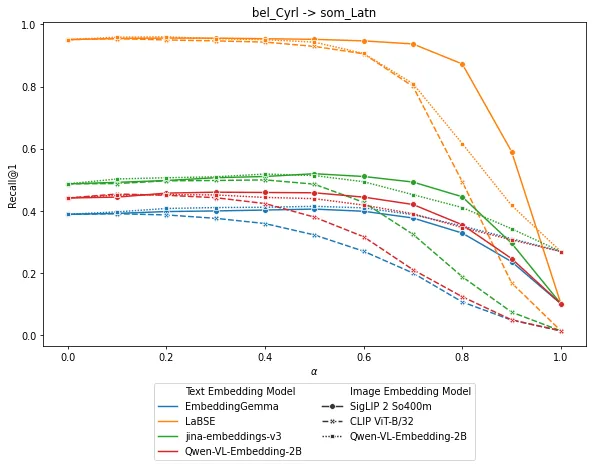 bel_Cyrl -> som_Latn
1.0
0.8
0.6
0.4
0.2
0.0
Recall@1
0.0 0.2 0.4 0.6 0.8 1.0
α
Text Embedding Model Image Embedding Model
EmbeddingGemma SigLIP 2 So400m
LaBSE CLIP ViT-B/32
jina-embeddings-v3 Qwen-VL-Embedding-2B
Qwen-VL-Embedding-2B